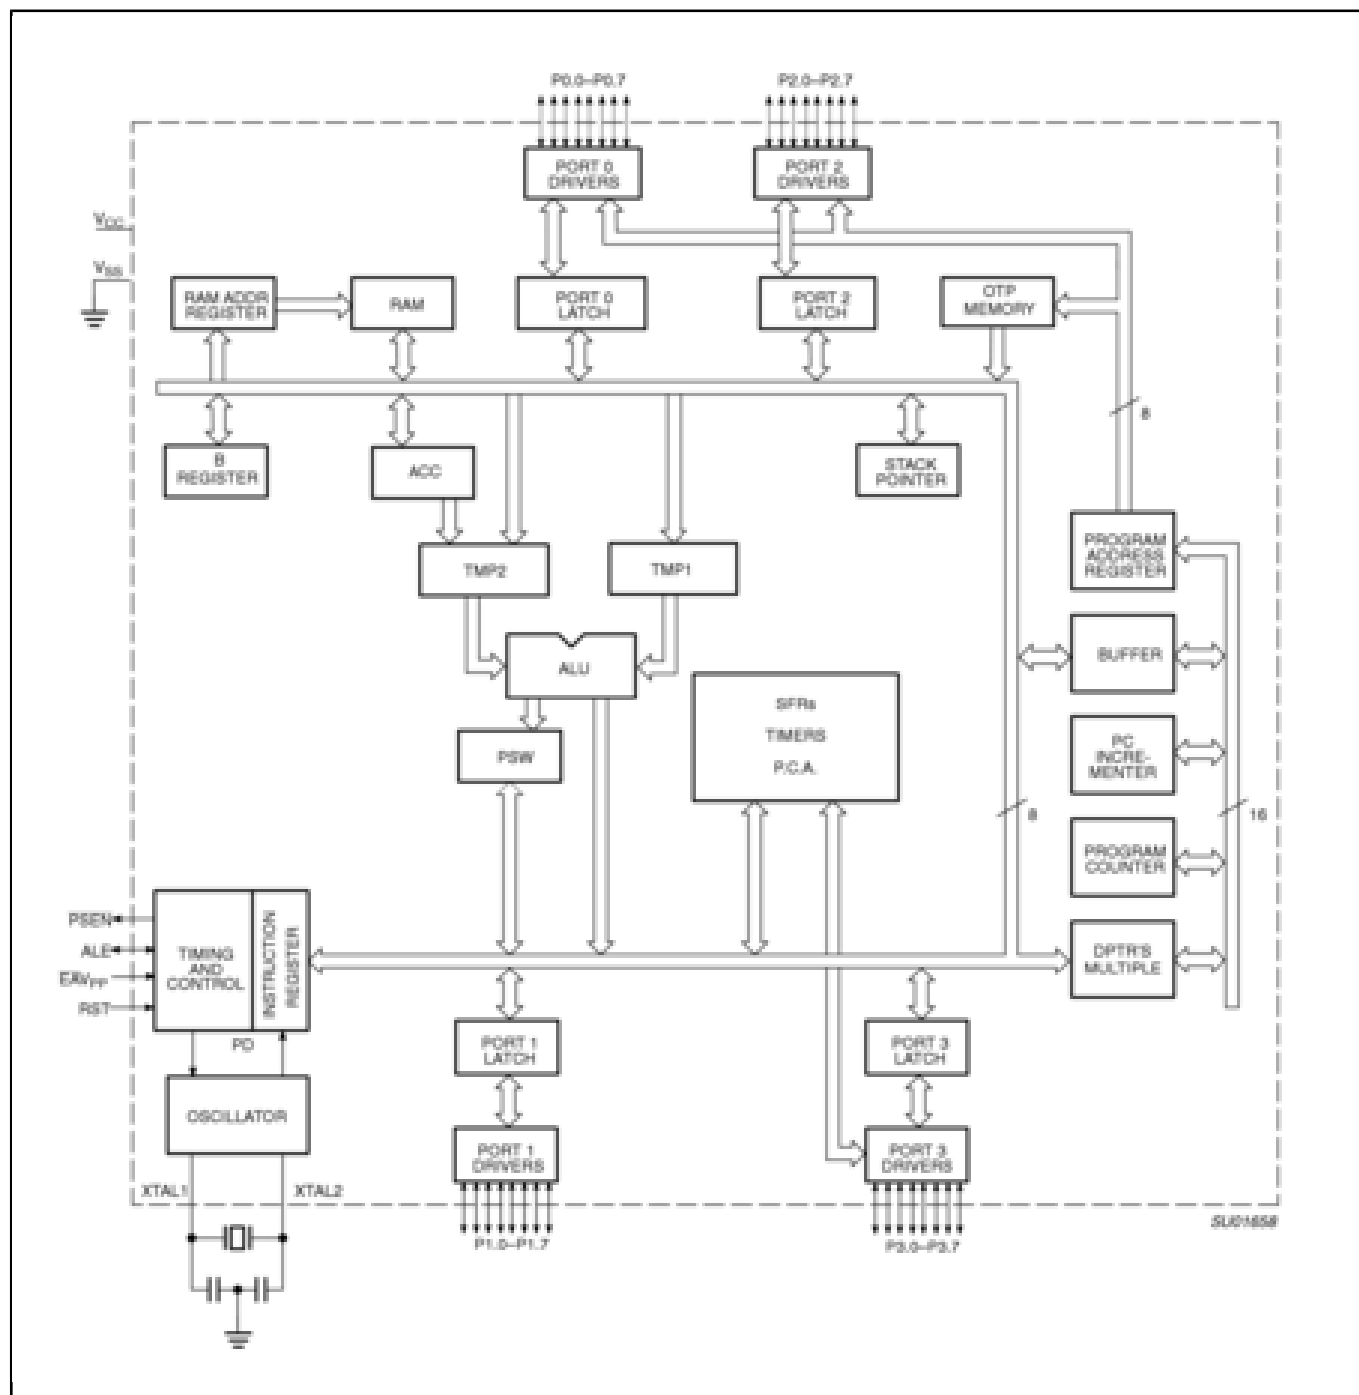 P0.0–P0.7
P2.0–P2.7
PORT 0
DRIVERS
PORT 2
DRIVERS
VCC
VSS
RAM ADDR
REGISTER
RAM
PORT 0
LATCH
PORT 2
LATCH
OTP
MEMORY
8
B
REGISTER
ACC
STACK
POINTER
PROGRAM
ADDRESS
REGISTER
TMP2
TMP1
ALU
BUFFER
SFRs
TIMERS
P.C.A.
PSW
PC
INCRE-
MENTER
8
16
PROGRAM
COUNTER
PSEN
ALE
EAVPP
RST
TIMING
AND
CONTROL
INSTRUCTION
REGISTER
DPTR'S
MULTIPLE
PD
PORT 1
LATCH
PORT 3
LATCH
OSCILLATOR
PORT 1
DRIVERS
PORT 3
DRIVERS
XTAL1
XTAL2
P1.0–P1.7
P3.0–P3.7
SU01658